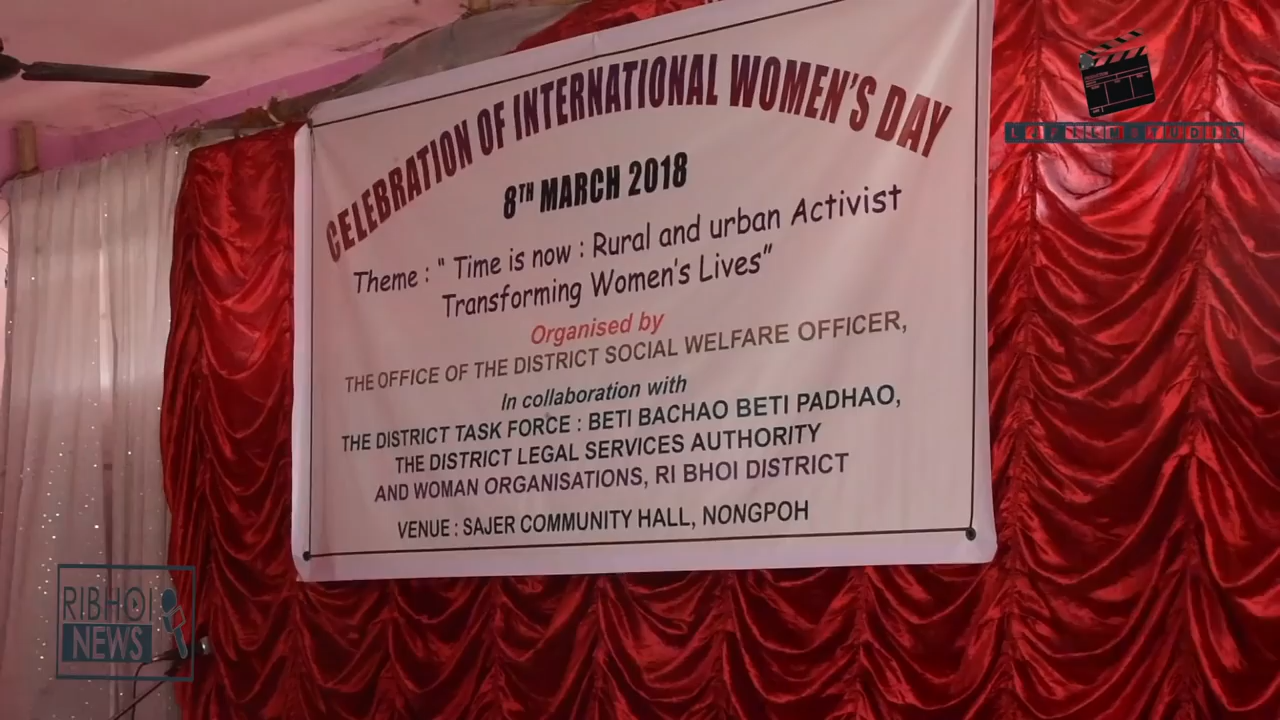 CELEBRATION OF INTERNATIONAL WOMEN'S DAY
8TH MARCH 2018
Theme : " Time is now : Rural and urban Activist
Transforming Women's Lives"
Organised by
THE OFFICE OF THE DISTRICT SOCIAL WELFARE OFFICER,
In collaboration with
THE DISTRICT TASK FORCE : BETI BACHAO BETI PADHAO,
THE DISTRICT LEGAL SERVICES AUTHORITY
AND WOMAN ORGANISATIONS, RI BHOI DISTRICT
VENUE : SAJER COMMUNITY HALL, NONGPOH
RIBHOI
NEWS